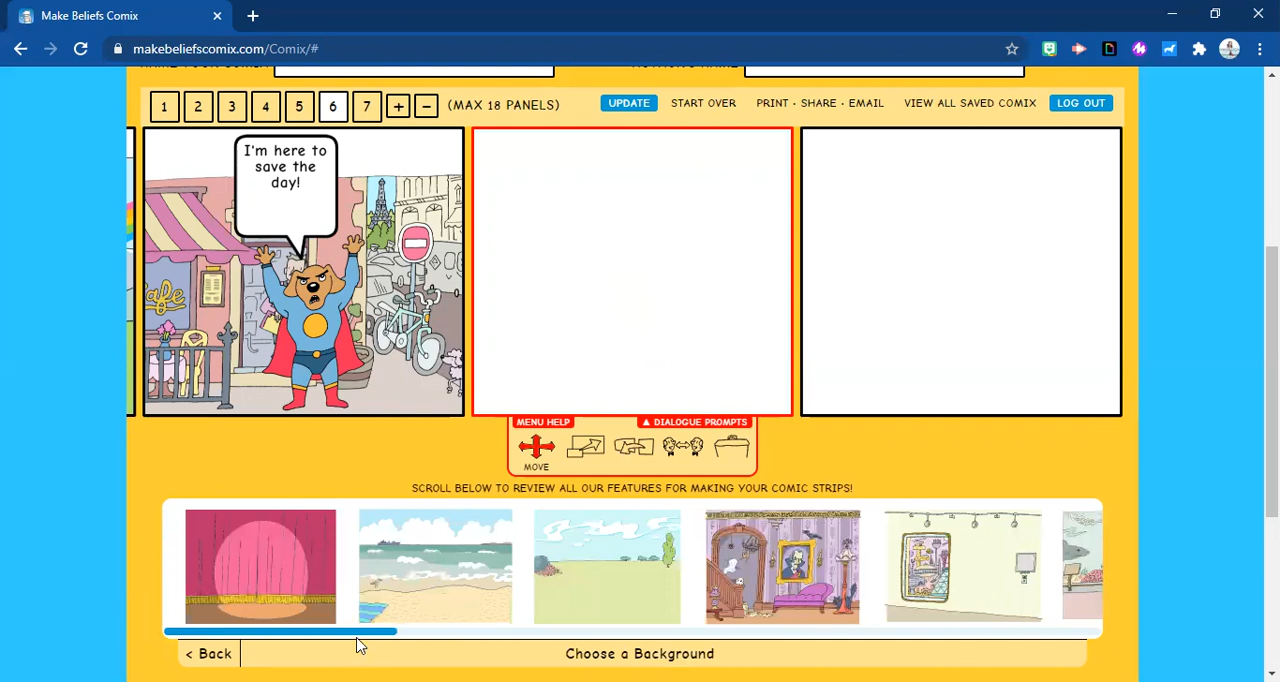 Make Beliefs Comix
makebeliefscomix.com/Comix/#
1 2 3 4 5 6 7 + − (MAX 18 PANELS) UPDATE START OVER PRINT · SHARE · EMAIL VIEW ALL SAVED COMIX LOG OUT
I'm here to
save the
day!
Cafe
MENU HELP ▲ DIALOGUE PROMPTS
MOVE
SCROLL BELOW TO REVIEW ALL OUR FEATURES FOR MAKING YOUR COMIC STRIPS!
< Back Choose a Background